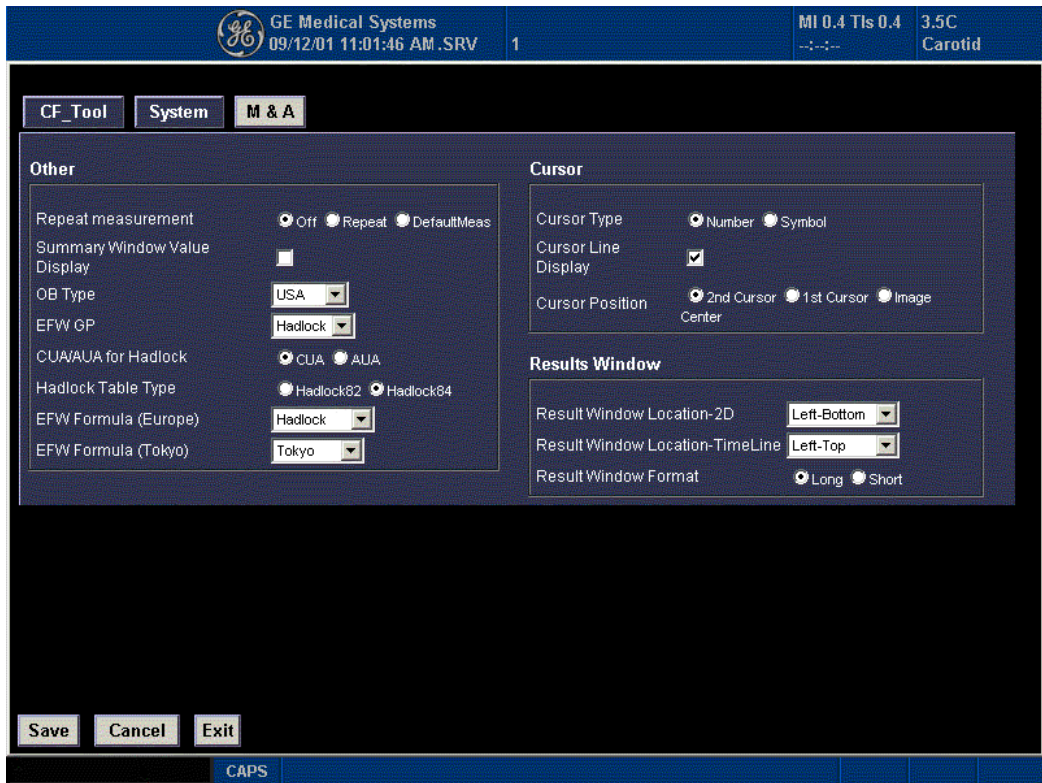 GE Medical Systems
09/12/01 11:01:46 AM.SRV
1
MI 0.4 TIs 0.4
--:--:--
3.5C
Carotid
CF_Tool
System
M & A
Other
Repeat measurement
Off Repeat DefaultMeas
Summary Window Value
Display
OB Type
USA
EFW GP
Hadlock
CUA/AUA for Hadlock
CUA AUA
Hadlock Table Type
Hadlock82 Hadlock84
EFW Formula (Europe)
Hadlock
EFW Formula (Tokyo)
Tokyo
Cursor
Cursor Type
Number Symbol
Cursor Line
Display
Cursor Position
2nd Cursor 1st Cursor Image
Center
Results Window
Result Window Location-2D
Left-Bottom
Result Window Location-TimeLine
Left-Top
Result Window Format
Long Short
Save
Cancel
Exit
CAPS